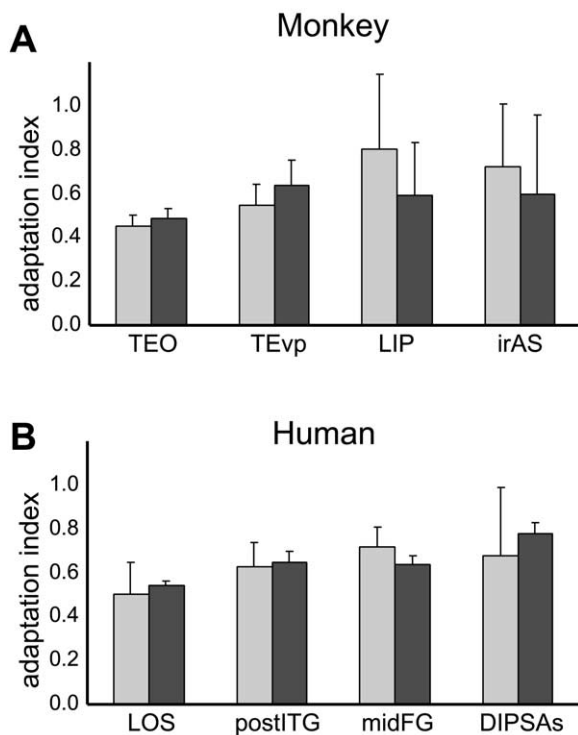 A
Monkey
adaptation index
1.0
0.8
0.6
0.4
0.2
0.0
TEO TEvp LIP irAS
B
Human
adaptation index
1.0
0.8
0.6
0.4
0.2
0.0
LOS postITG midFG DIPSAs